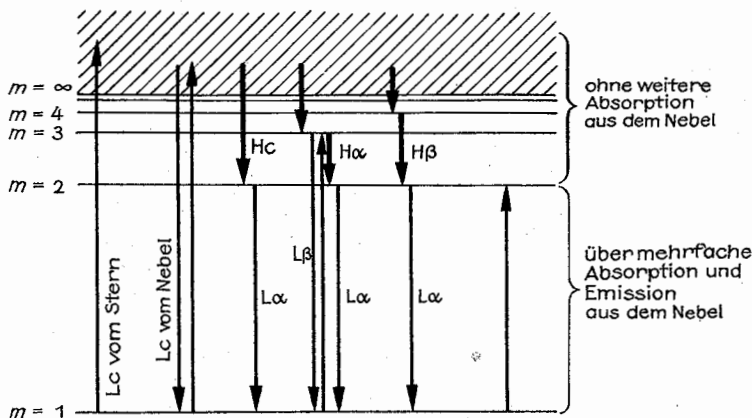 m = ∞
m = 4
m = 3
m = 2
m = 1
Lc vom Stern
Lc vom Nebel
Hc
Lα
Lβ
Hα
Lα
Hβ
Lα
ohne weitere
Absorption
aus dem Nebel
über mehrfache
Absorption und
Emission
aus dem Nebel